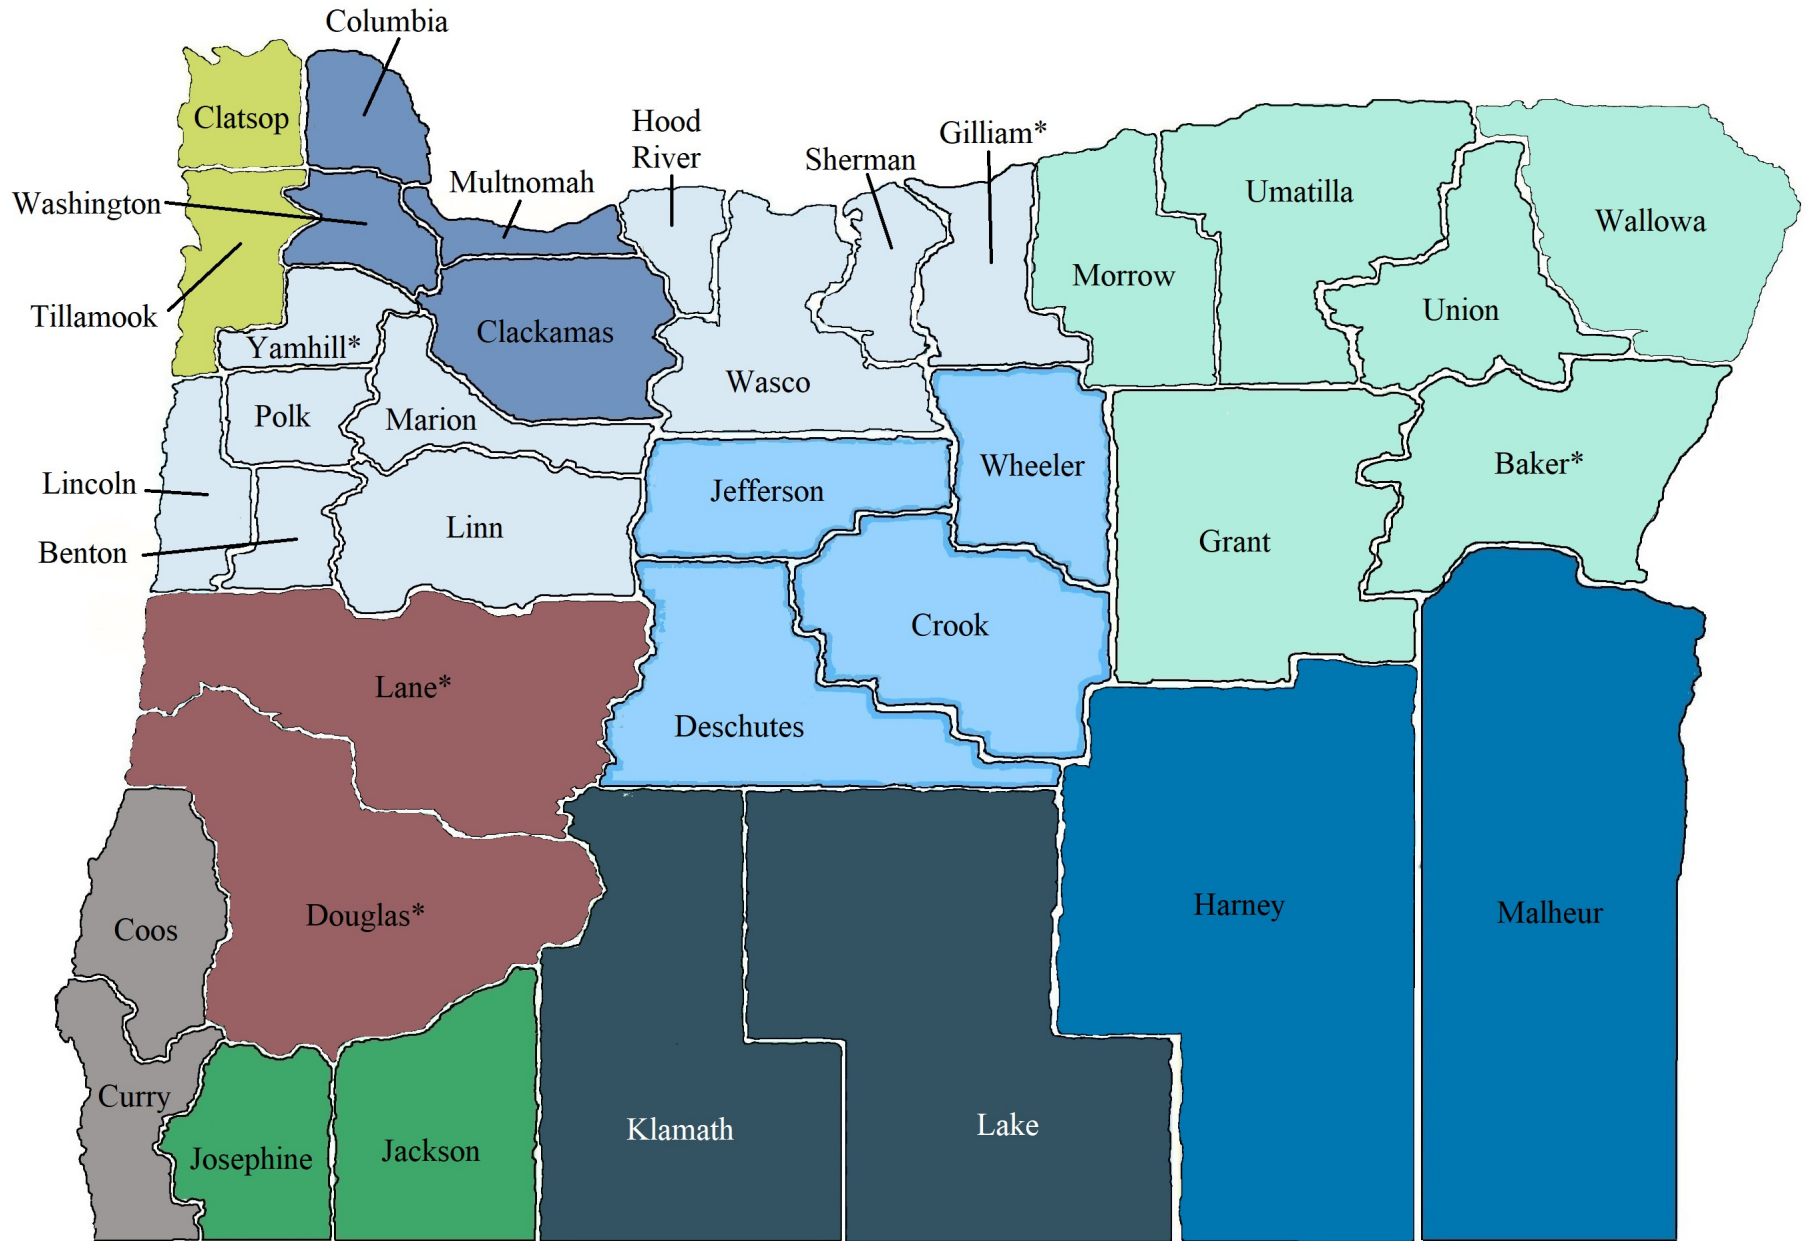 Columbia
Clatsop
Hood
River
Gilliam*
Sherman
Multnomah
Washington
Umatilla
Wallowa
Morrow
Tillamook
Union
Clackamas
Yamhill*
Wasco
Polk
Marion
Wheeler
Baker*
Lincoln
Jefferson
Linn
Grant
Benton
Crook
Lane*
Deschutes
Harney
Malheur
Douglas*
Coos
Curry
Lake
Klamath
Jackson
Josephine